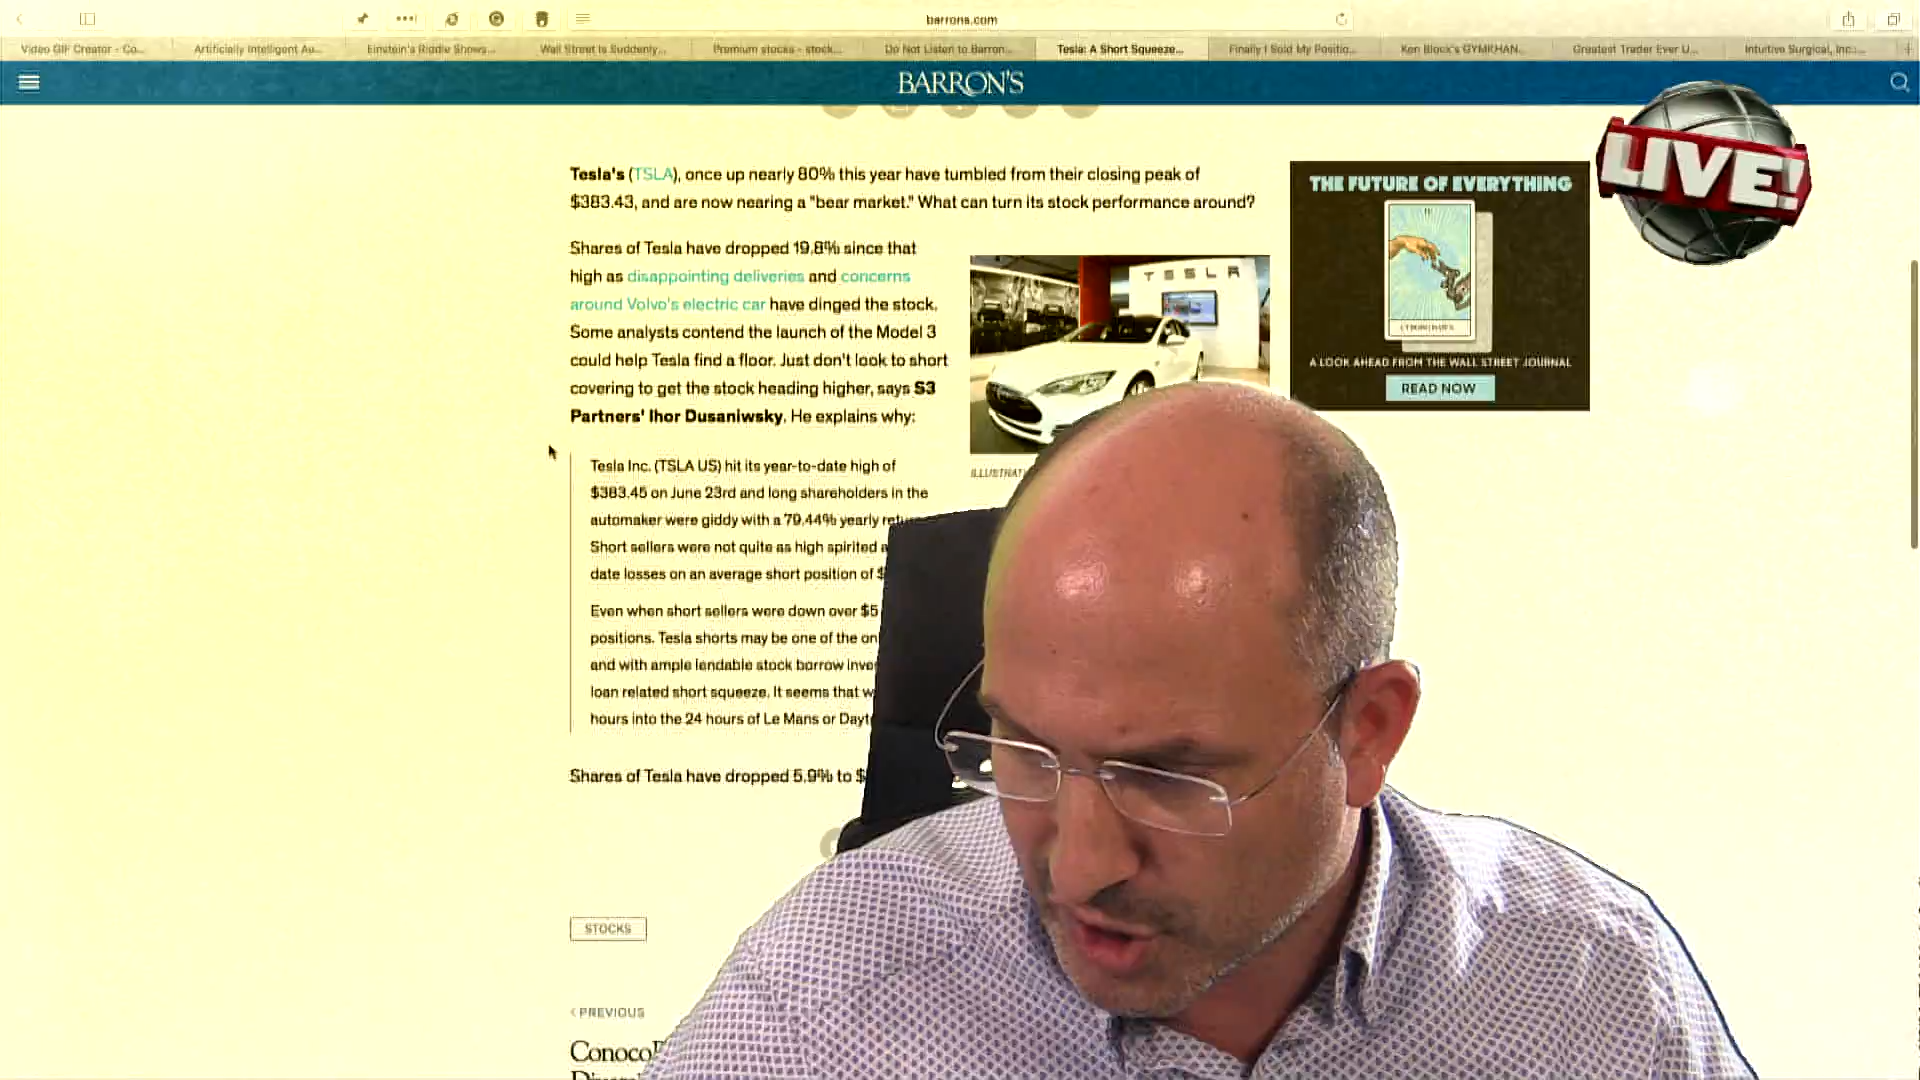 barrons.com
Video GIF Creator - Co...
Artificially Intelligent Au...
Einstein's Riddle Shows...
Wall Street Is Suddenly...
Premium stocks - stock...
Do Not Listen to Barron...
Tesla: A Short Squeeze...
Finally I Sold My Positio...
Ken Block's GYMKHAN...
Greatest Trader Ever U...
Intuitive Surgical, Inc.:...
BARRON'S
LIVE!
Tesla's (TSLA), once up nearly 80% this year have tumbled from their closing peak of
$383.43, and are now nearing a "bear market." What can turn its stock performance around?
THE FUTURE OF EVERYTHING
A LOOK AHEAD FROM THE WALL STREET JOURNAL
READ NOW
Shares of Tesla have dropped 19.8% since that
high as disappointing deliveries and concerns
around Volvo's electric car have dinged the stock.
Some analysts contend the launch of the Model 3
could help Tesla find a floor. Just don't look to short
covering to get the stock heading higher, says S3
Partners' Ihor Dusaniwsky. He explains why:
TESLA
Tesla Inc. (TSLA US) hit its year-to-date high of
$383.45 on June 23rd and long shareholders in the
automaker were giddy with a 79.44% yearly
Short sellers were not quite as high spirited
date losses on an average short position of $
Even when short sellers were down over $5
positions. Tesla shorts may be one of the
and with ample lendable stock borrow
loan related short squeeze. It seems that
hours into the 24 hours of Le Mans or
Shares of Tesla have dropped 5.9% to $
STOCKS
< PREVIOUS